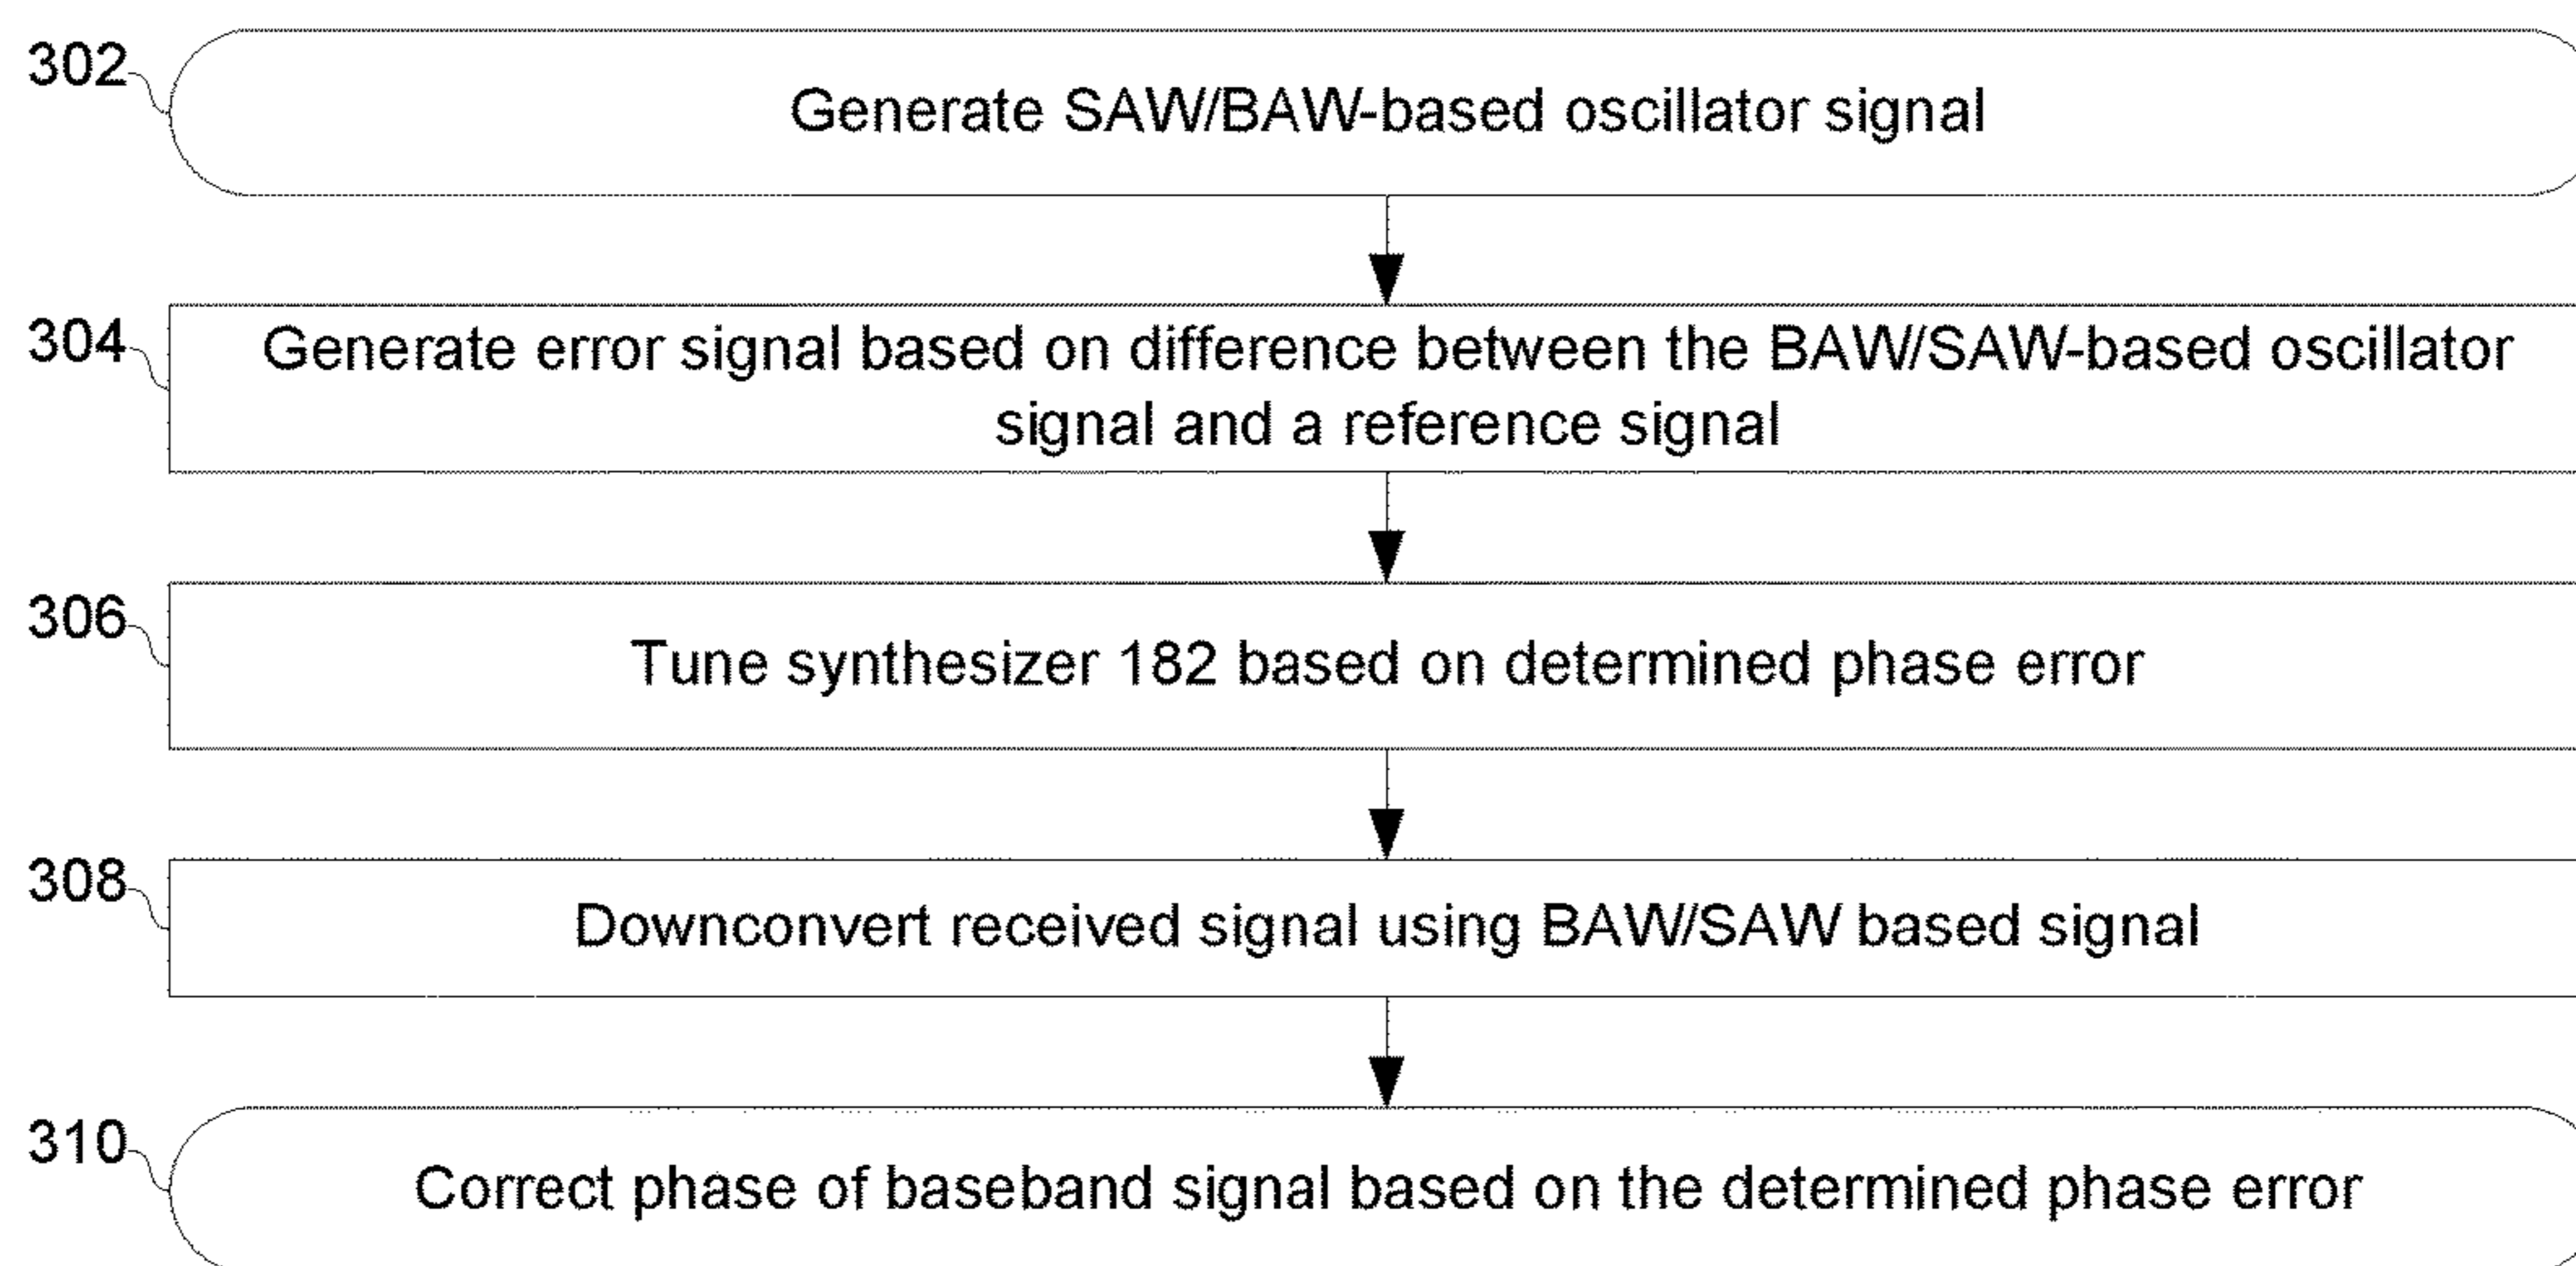 302
Generate SAW/BAW-based oscillator signal
304
Generate error signal based on difference between the BAW/SAW-based oscillator
signal and a reference signal
306
Tune synthesizer 182 based on determined phase error
308
Downconvert received signal using BAW/SAW based signal
310
Correct phase of baseband signal based on the determined phase error